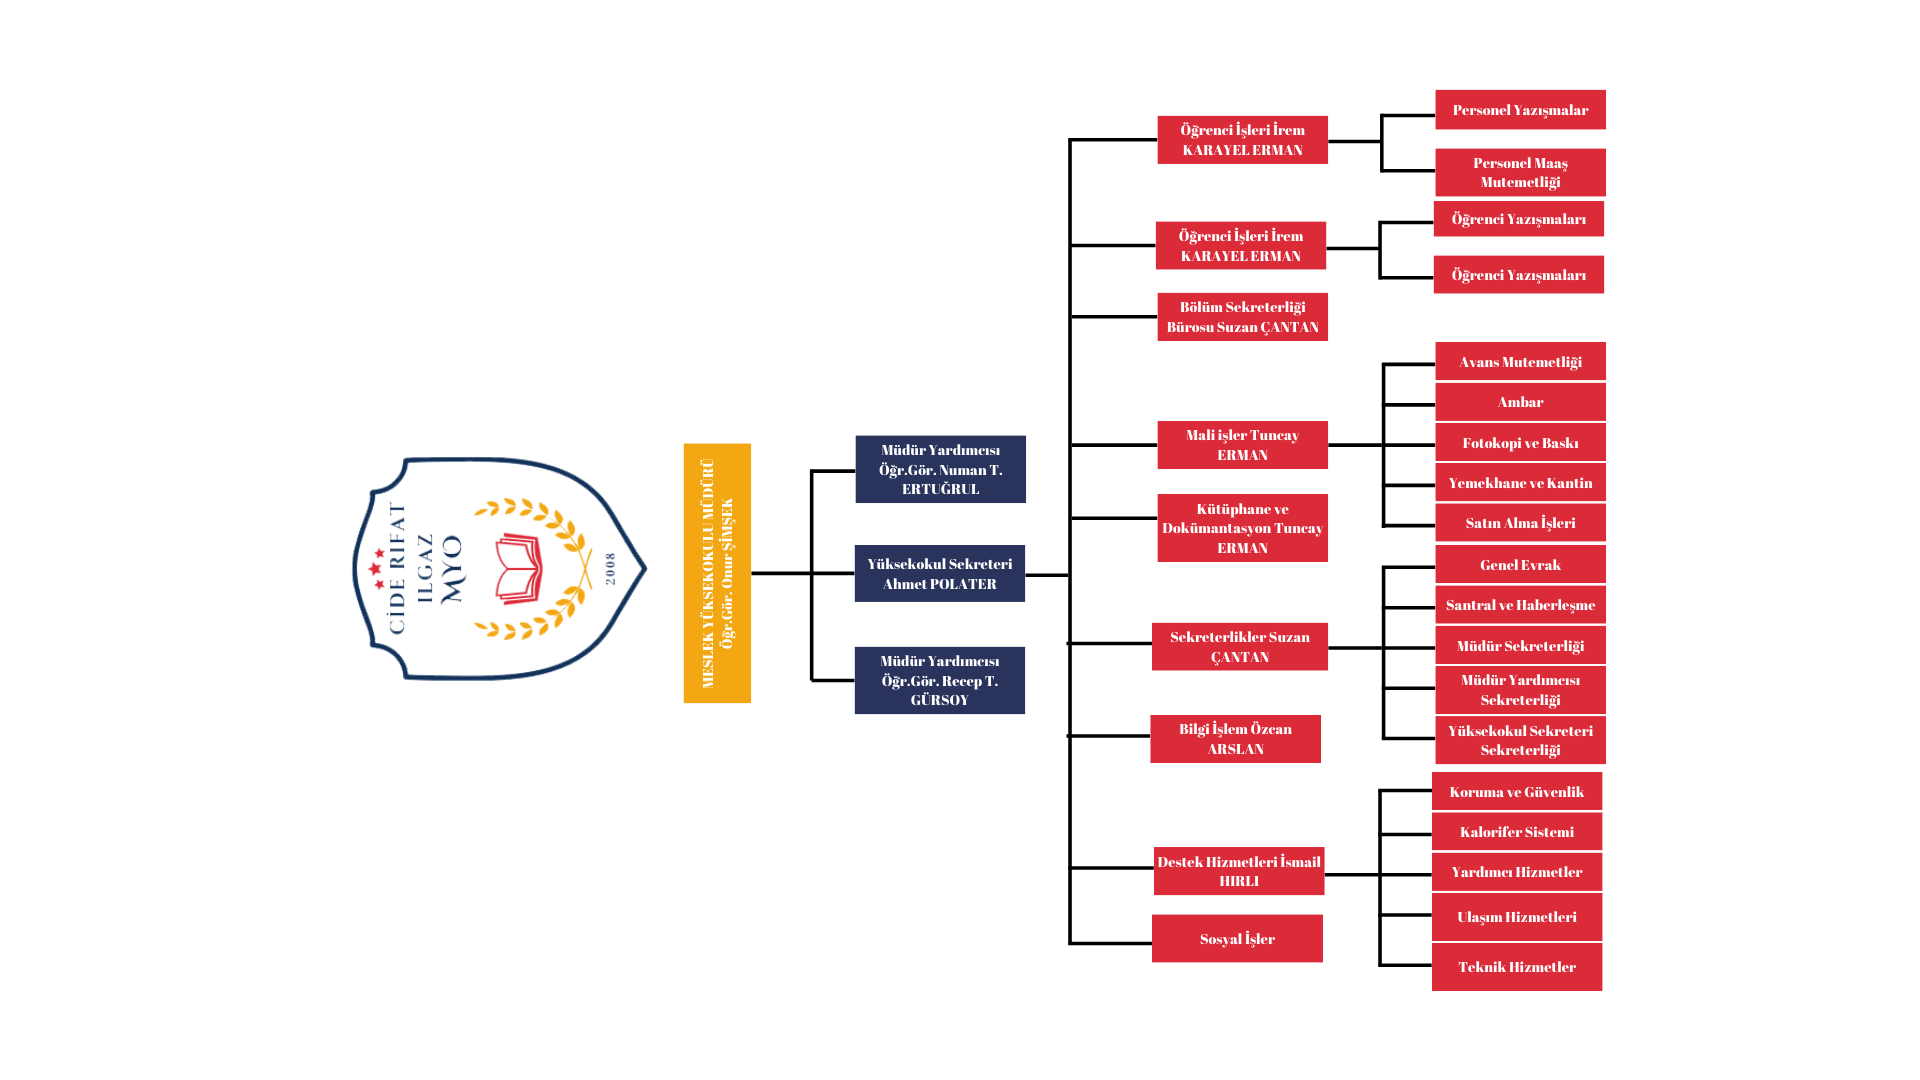 CİDE RIFAT
ILGAZ
MYO
2008
MESLEK YÜKSEKOKULU MÜDÜRÜ
Öğr.Gör. Onur ŞİMŞEK
Müdür Yardımcısı
Öğr.Gör. Numan T.
ERTUĞRUL
Yüksekokul Sekreteri
Ahmet POLATER
Müdür Yardımcısı
Öğr.Gör. Recep T.
GÜRSOY
Öğrenci İşleri İrem
KARAYEL ERMAN
Personel Yazışmalar
Personel Maaş
Mutemetliği
Öğrenci İşleri İrem
KARAYEL ERMAN
Öğrenci Yazışmaları
Öğrenci Yazışmaları
Bölüm Sekreterliği
Bürosu Suzan ÇANTAN
Mali işler Tuncay
ERMAN
Avans Mutemetliği
Ambar
Fotokopi ve Baskı
Yemekhane ve Kantin
Satın Alma İşleri
Kütüphane ve
Dokümantasyon Tuncay
ERMAN
Sekreterlikler Suzan
ÇANTAN
Genel Evrak
Santral ve Haberleşme
Müdür Sekreterliği
Müdür Yardımcısı
Sekreterliği
Yüksekokul Sekreteri
Sekreterliği
Bilgi İşlem Özcan
ARSLAN
Destek Hizmetleri İsmail
HIRLI
Koruma ve Güvenlik
Kalorifer Sistemi
Yardımcı Hizmetler
Ulaşım Hizmetleri
Teknik Hizmetler
Sosyal İşler